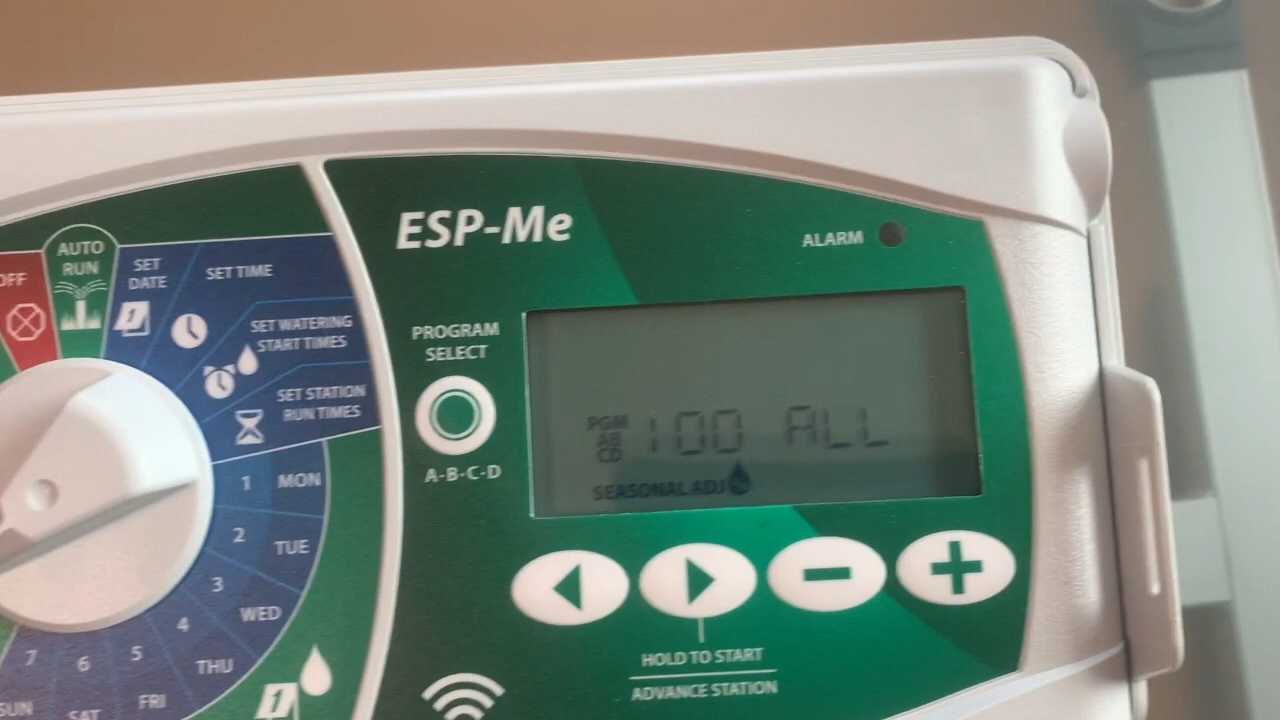 ESP-Me
ALARM
OFF
AUTO
RUN
SET
DATE
SET TIME
SET WATERING
START TIMES
SET STATION
RUN TIMES
PROGRAM
SELECT
A-B-C-D
PGM
AB
CD
100 ALL
SEASONAL ADJ %
1 MON
2 TUE
3 WED
4 THU
5 FRI
6 SAT
7 SUN
HOLD TO START
ADVANCE STATION